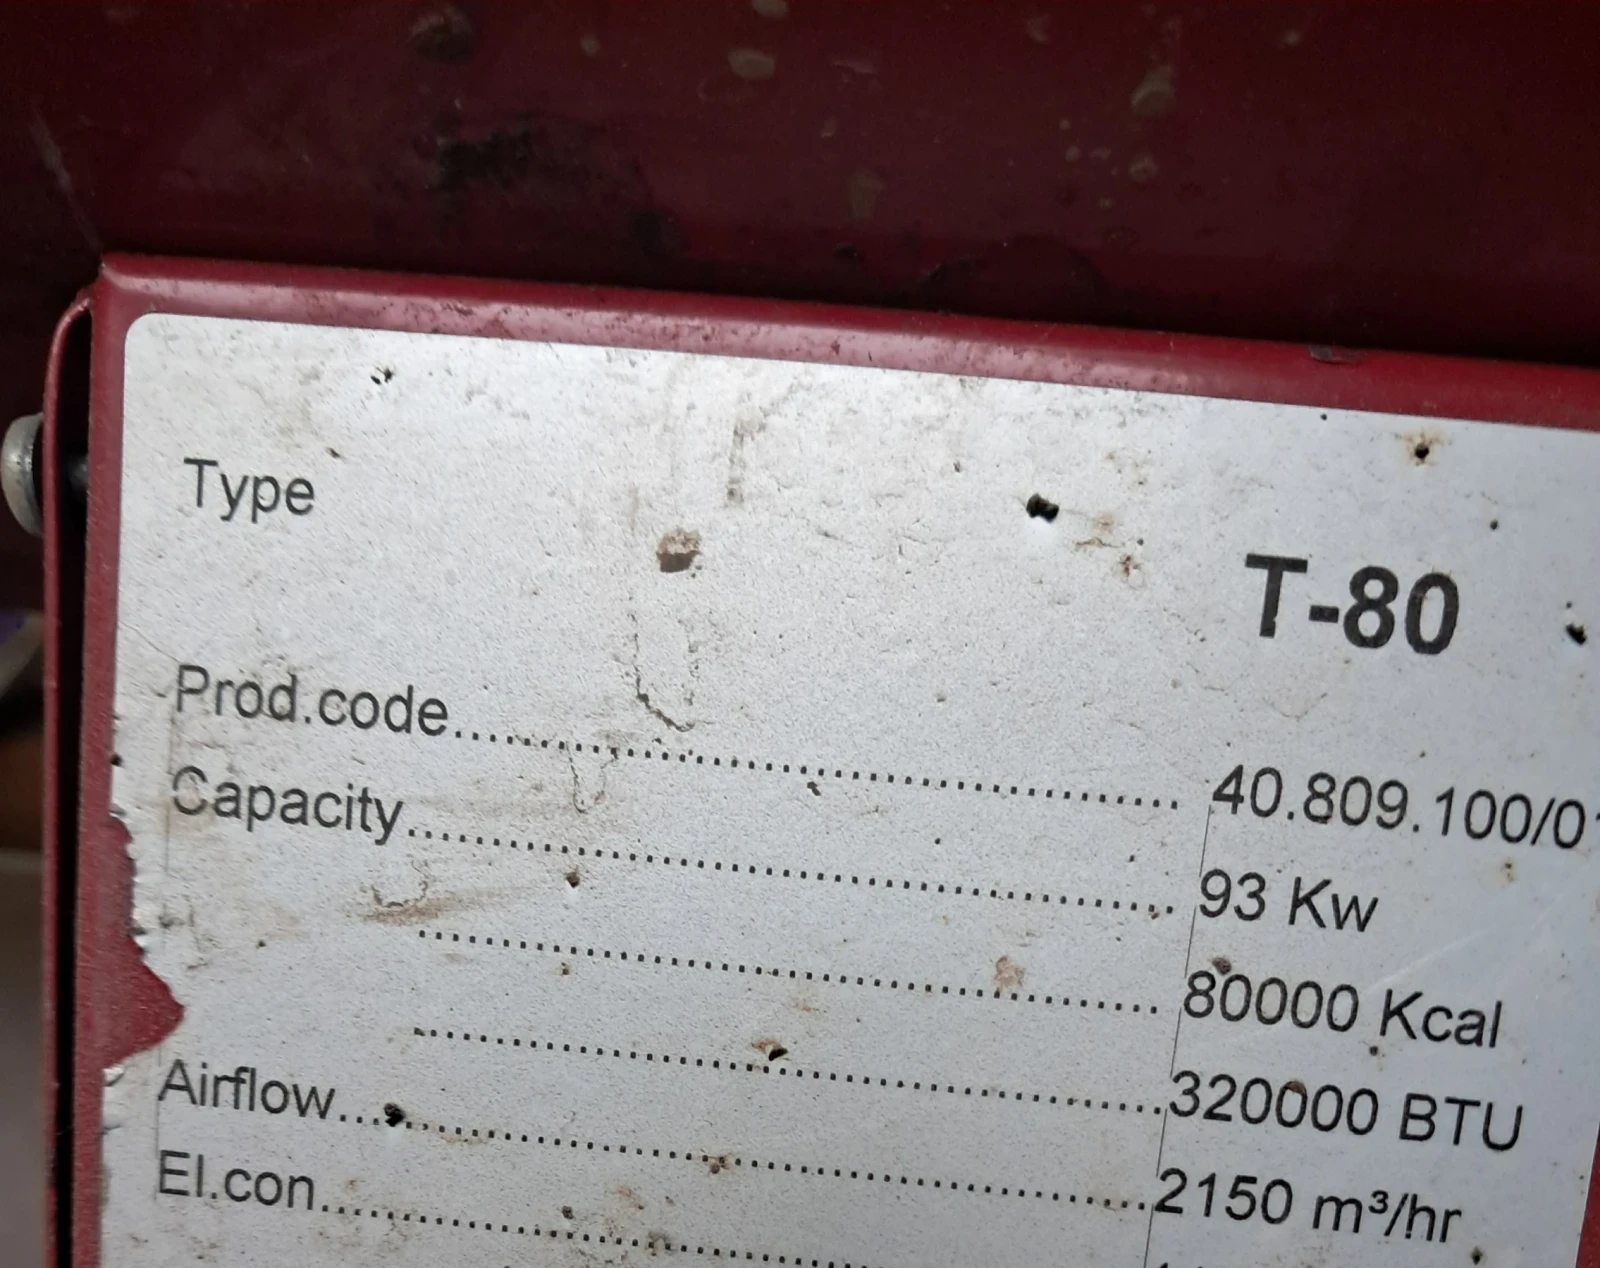 Type
T-80
Prod.code........................................ 40.809.100/0
Capacity........................................ 93 Kw
........................................ 80000 Kcal
........................................ 320000 BTU
Airflow........................................ 2150 m³/hr
El.con........................................